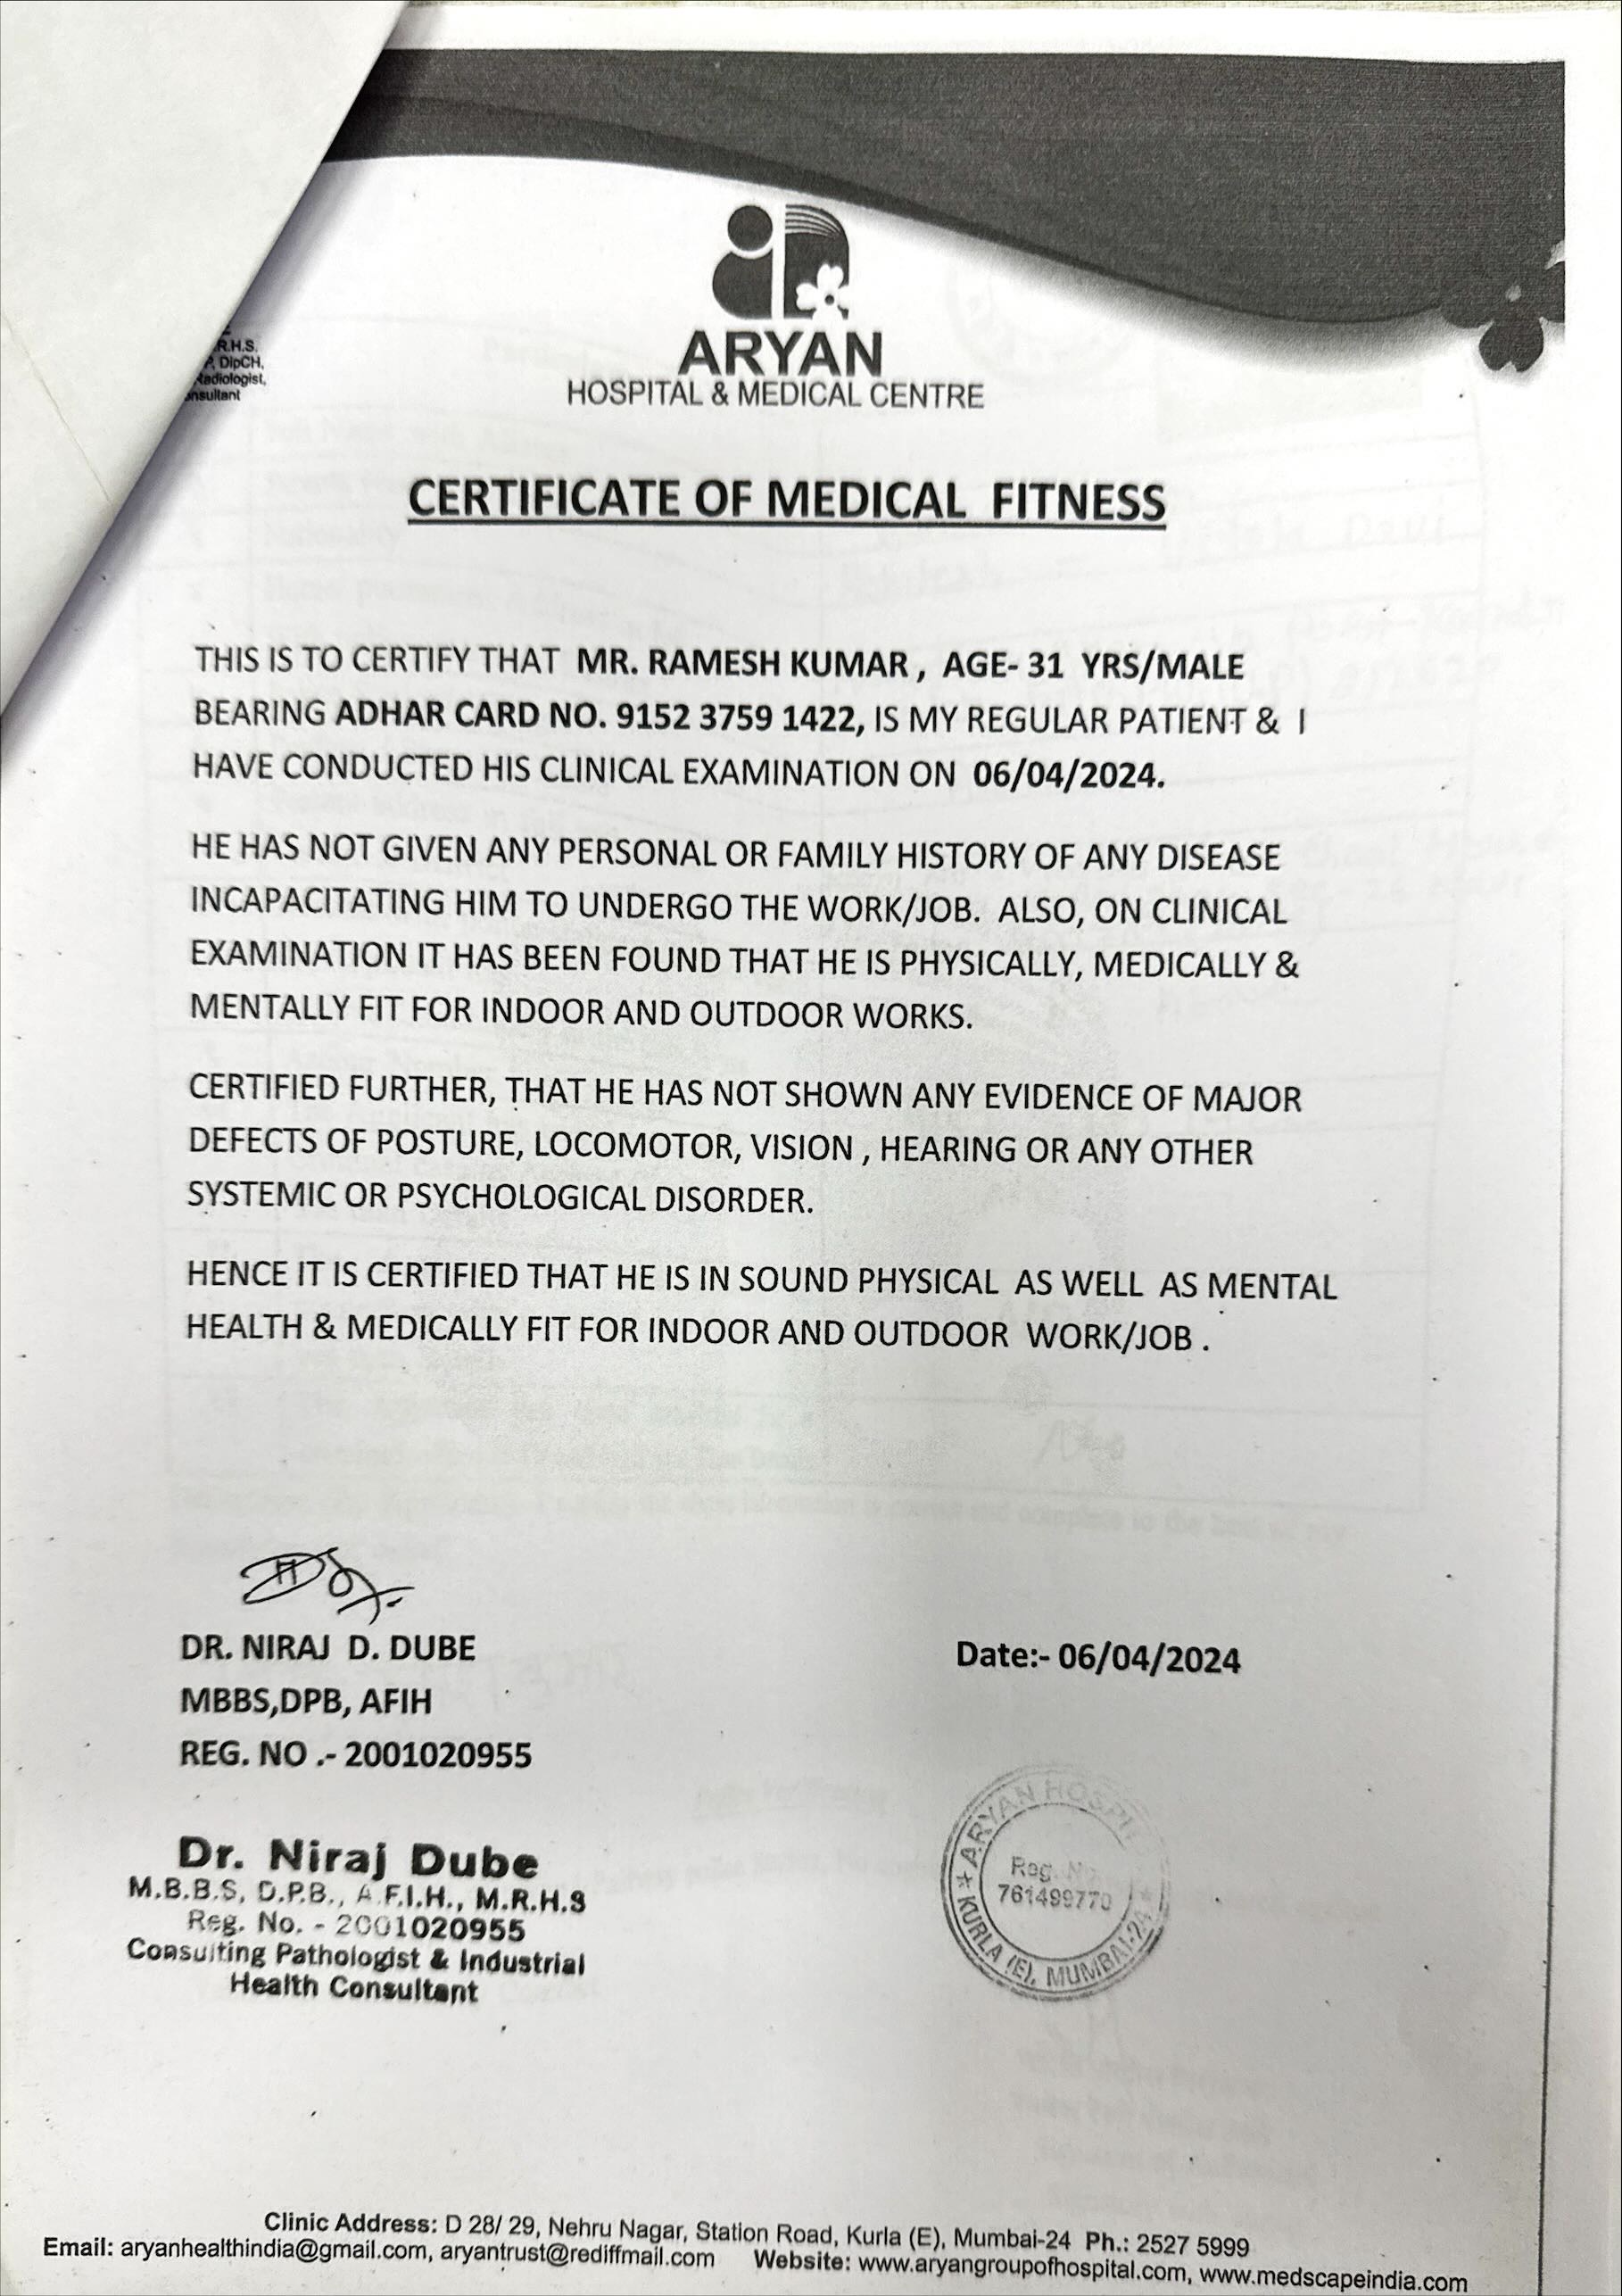 R.H.S.
DipCH,
Radiologist,
nsultant
ARYAN
HOSPITAL & MEDICAL CENTRE
CERTIFICATE OF MEDICAL FITNESS
THIS IS TO CERTIFY THAT MR. RAMESH KUMAR , AGE- 31 YRS/MALE
BEARING ADHAR CARD NO. 9152 3759 1422, IS MY REGULAR PATIENT & I
HAVE CONDUCTED HIS CLINICAL EXAMINATION ON 06/04/2024.
HE HAS NOT GIVEN ANY PERSONAL OR FAMILY HISTORY OF ANY DISEASE
INCAPACITATING HIM TO UNDERGO THE WORK/JOB. ALSO, ON CLINICAL
EXAMINATION IT HAS BEEN FOUND THAT HE IS PHYSICALLY, MEDICALLY &
MENTALLY FIT FOR INDOOR AND OUTDOOR WORKS.
CERTIFIED FURTHER, THAT HE HAS NOT SHOWN ANY EVIDENCE OF MAJOR
DEFECTS OF POSTURE, LOCOMOTOR, VISION , HEARING OR ANY OTHER
SYSTEMIC OR PSYCHOLOGICAL DISORDER.
HENCE IT IS CERTIFIED THAT HE IS IN SOUND PHYSICAL AS WELL AS MENTAL
HEALTH & MEDICALLY FIT FOR INDOOR AND OUTDOOR WORK/JOB .
DR. NIRAJ D. DUBE
MBBS,DPB, AFIH
REG. NO .- 2001020955
Date:- 06/04/2024
Dr. Niraj Dube
M.B.B.S, D.P.B., A.F.I.H., M.R.H.S
Reg. No. - 2001020955
Consulting Pathologist & Industrial
Health Consultant
ARYAN HOSPIT
Reg. No.
761499770
KURLA (E), MUMBAI-24
Clinic Address: D 28/ 29, Nehru Nagar, Station Road, Kurla (E), Mumbai-24 Ph.: 2527 5999
Email: aryanhealthindia@gmail.com, aryantrust@rediffmail.com Website: www.aryangroupofhospital.com, www.medscapeindia.com